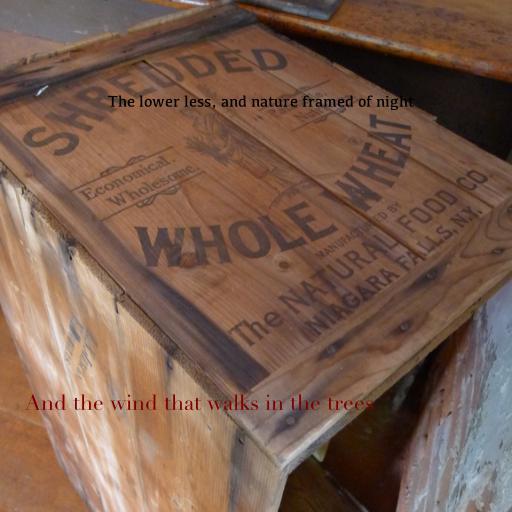 SHREDDED
The lower less, and nature framed of night
Economical.
Wholesome.
WHOLE WHEAT
MANUFACTURED BY
The NATURAL FOOD CO.
NIAGARA FALLS, N.Y.
And the wind that walks in the trees